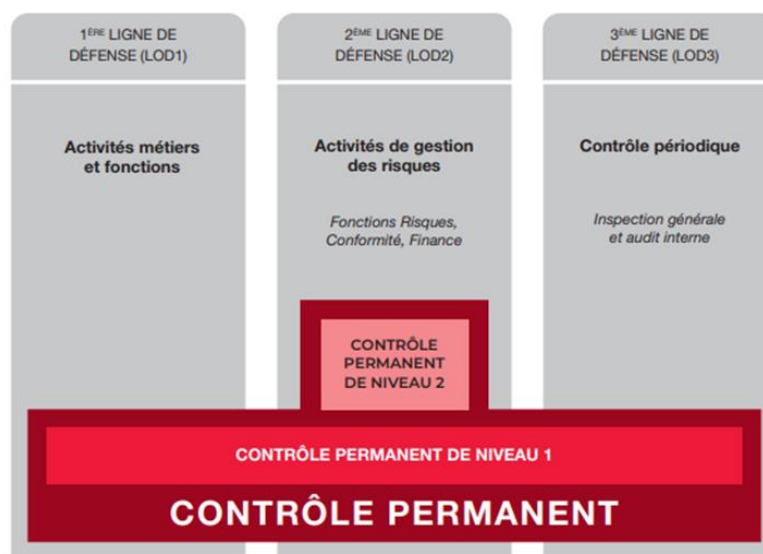 1ÈRE LIGNE DE
DÉFENSE (LOD1)
Activités métiers
et fonctions
2ÈME LIGNE DE
DÉFENSE (LOD2)
Activités de gestion
des risques
Fonctions Risques,
Conformité, Finance
3ÈME LIGNE DE
DÉFENSE (LOD3)
Contrôle périodique
Inspection générale
et audit interne
CONTRÔLE
PERMANENT
DE NIVEAU 2
CONTRÔLE PERMANENT DE NIVEAU 1
CONTRÔLE PERMANENT